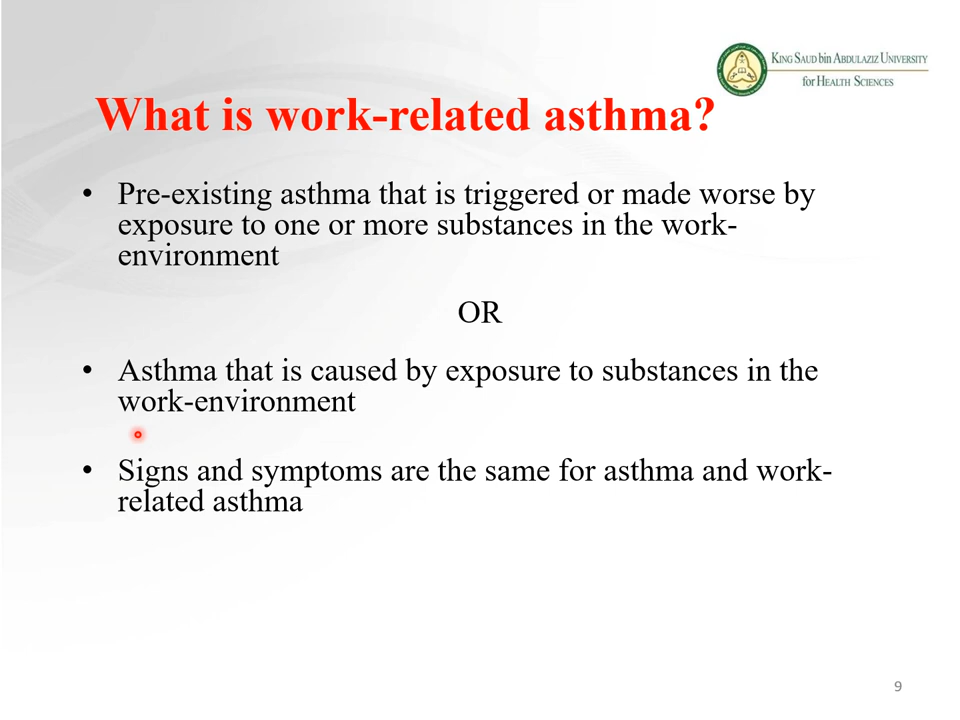 KING SAUD bin ABDULAZIZ UNIVERSITY
for HEALTH SCIENCES
What is work-related asthma?
• Pre-existing asthma that is triggered or made worse by
exposure to one or more substances in the work-
environment
OR
• Asthma that is caused by exposure to substances in the
work-environment
• Signs and symptoms are the same for asthma and work-
related asthma
9